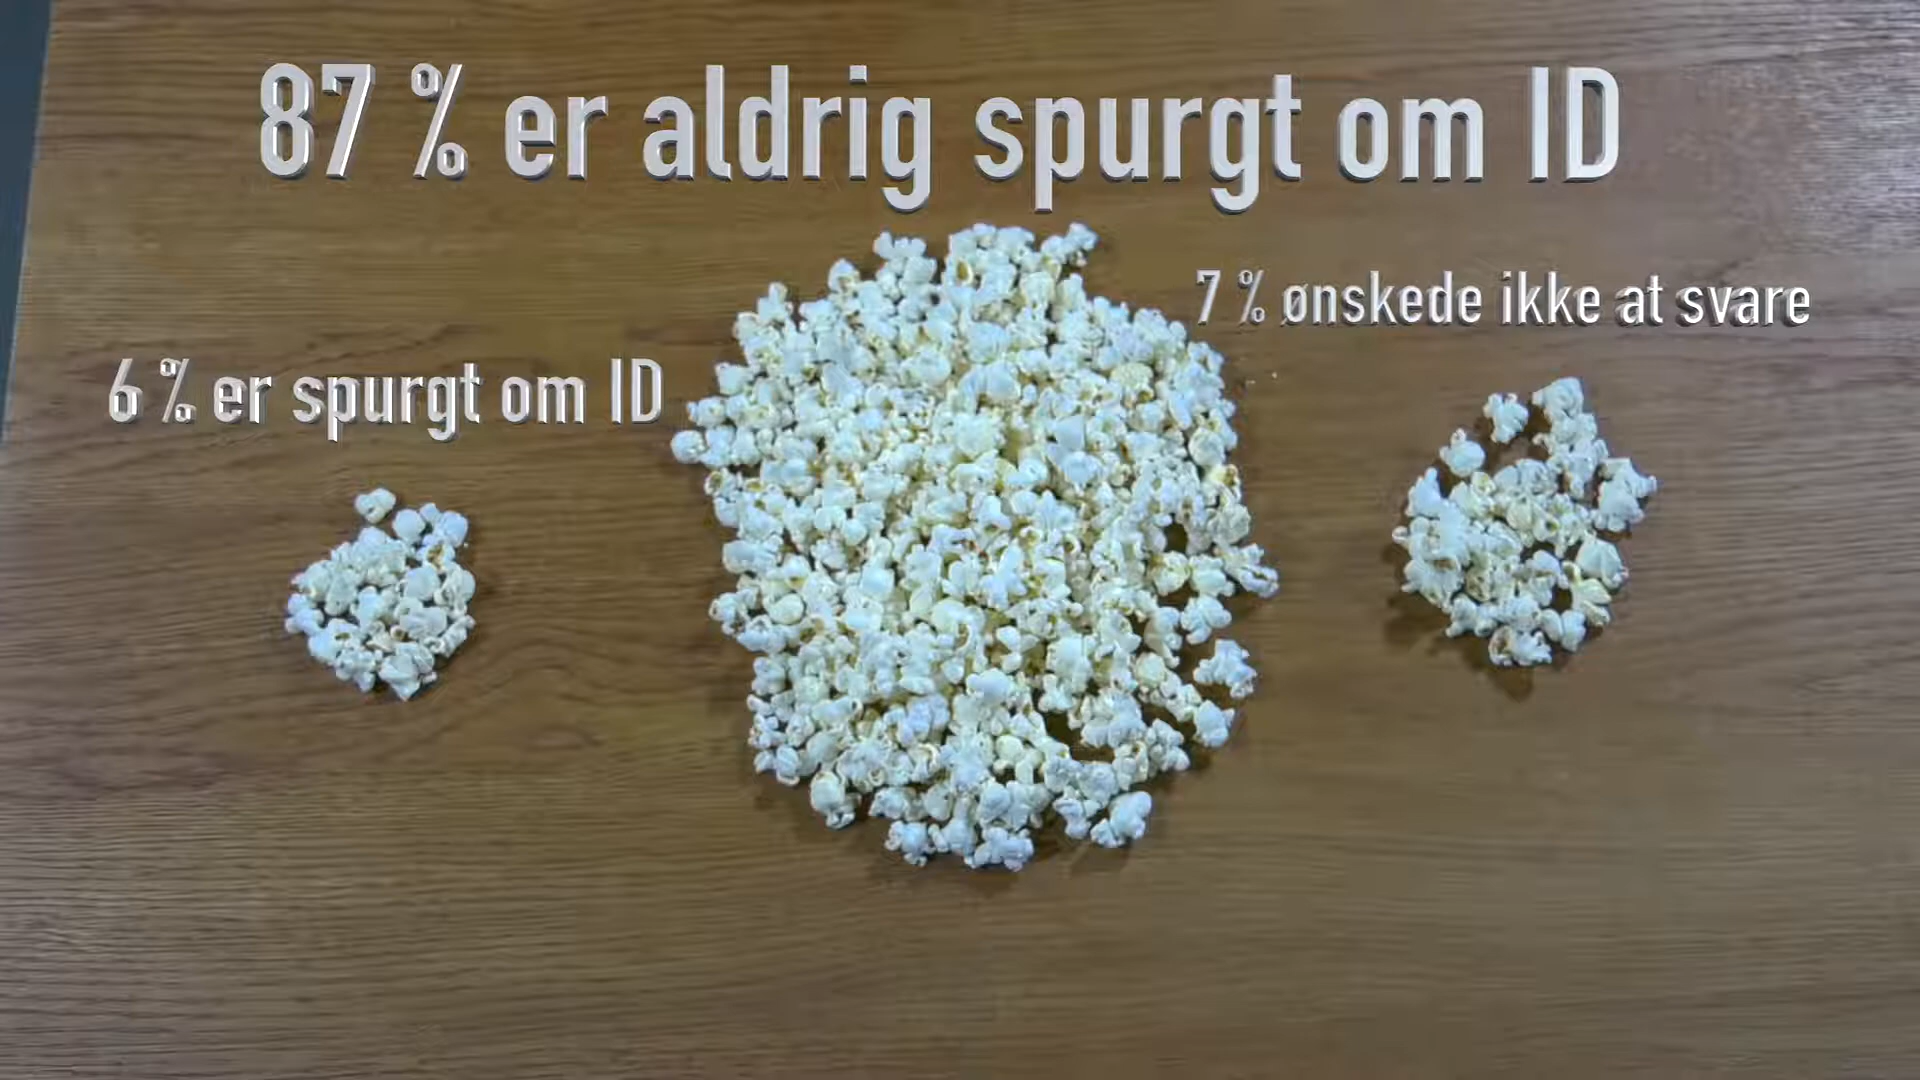 87 % er aldrig spurgt om ID
7 % ønskede ikke at svare
6 % er spurgt om ID